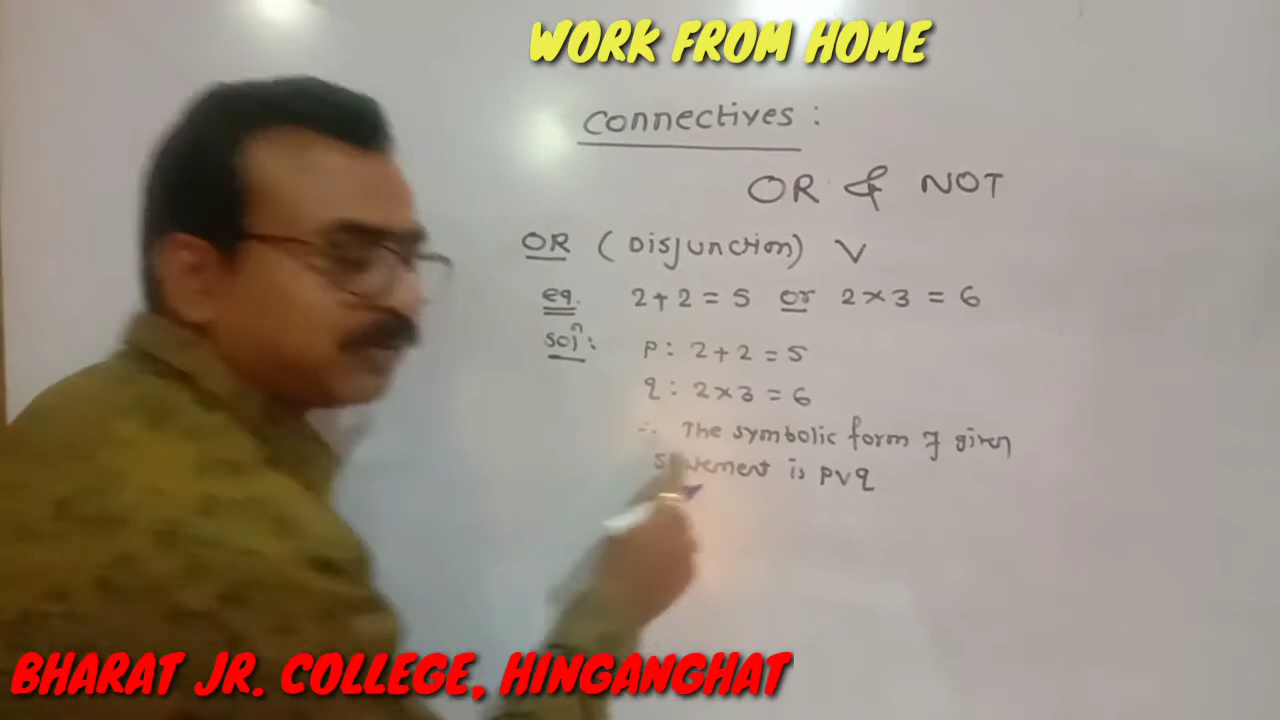 WORK FROM HOME
Connectives :
OR & NOT
OR (Disjunction) ∨
eg. 2+2=5 or 2×3=6
Solⁿ: p: 2+2=5
q: 2×3=6
∴ The symbolic form of given
statement is p∨q
BHARAT JR. COLLEGE, HINGANGHAT